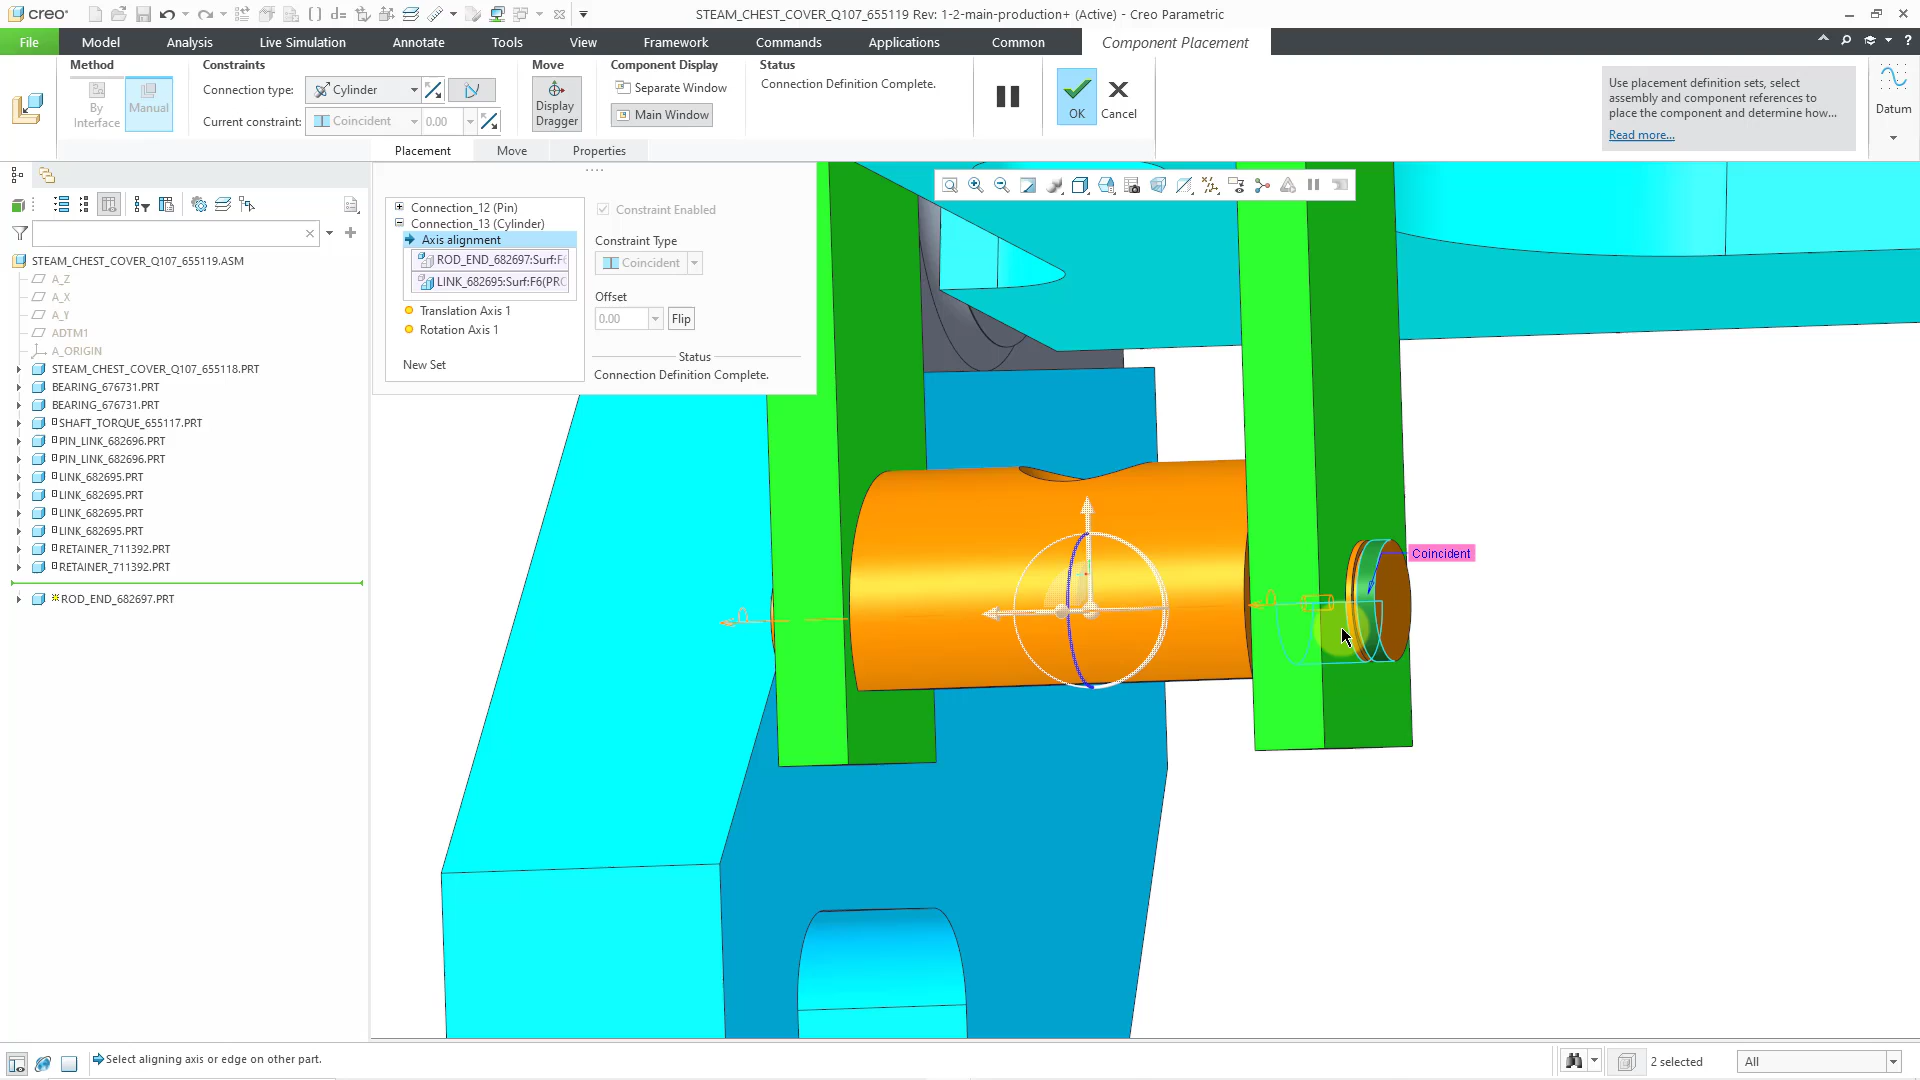 creo
STEAM_CHEST_COVER_Q107_655119 Rev: 1-2-main-production+ (Active) - Creo Parametric
File
Model
Analysis
Live Simulation
Annotate
Tools
View
Framework
Commands
Applications
Common
Component Placement
Method
By Interface
Manual
Constraints
Connection type:
Cylinder
Current constraint:
Coincident
0.00
Move
Display Dragger
Component Display
Separate Window
Main Window
Status
Connection Definition Complete.
OK
Cancel
Use placement definition sets, select
assembly and component references to
place the component and determine how...
Read more...
Datum
Placement
Move
Properties
Connection_12 (Pin)
Connection_13 (Cylinder)
Axis alignment
ROD_END_682697:Surf:F6
LINK_682695:Surf:F6(PRO
Translation Axis 1
Rotation Axis 1
New Set
Constraint Enabled
Constraint Type
Coincident
Offset
0.00
Flip
Status
Connection Definition Complete.
STEAM_CHEST_COVER_Q107_655119.ASM
A_Z
A_X
A_Y
ADTM1
A_ORIGIN
STEAM_CHEST_COVER_Q107_655118.PRT
BEARING_676731.PRT
BEARING_676731.PRT
SHAFT_TORQUE_655117.PRT
PIN_LINK_682696.PRT
PIN_LINK_682696.PRT
LINK_682695.PRT
LINK_682695.PRT
LINK_682695.PRT
LINK_682695.PRT
RETAINER_711392.PRT
RETAINER_711392.PRT
ROD_END_682697.PRT
Coincident
Select aligning axis or edge on other part.
2 selected
All